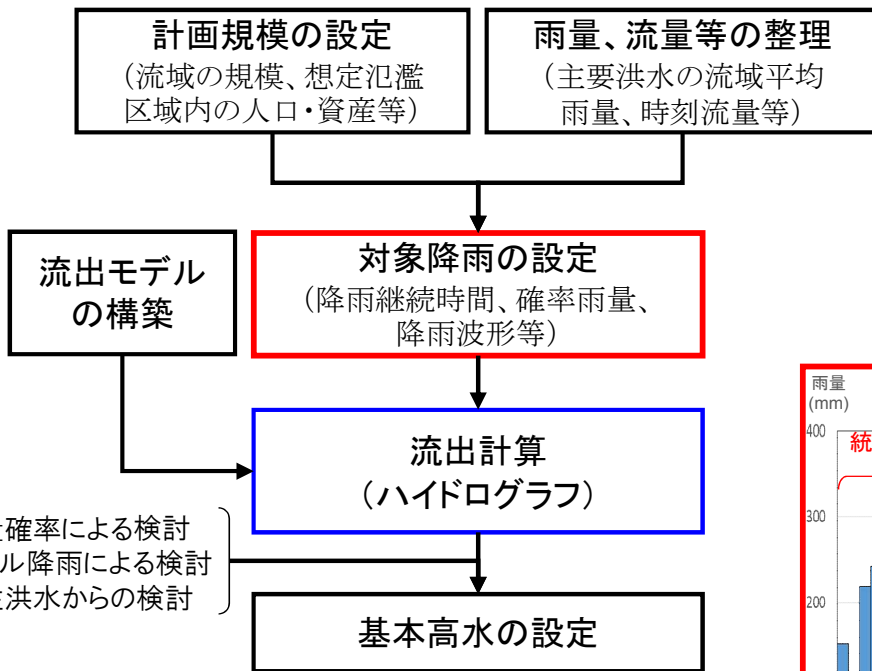 計画規模の設定
（流域の規模、想定氾濫
区域内の人口・資産等）
雨量、流量等の整理
（主要洪水の流域平均
雨量、時刻流量等）
流出モデル
の構築
対象降雨の設定
（降雨継続時間、確率雨量、
降雨波形等）
流出計算
（ハイドログラフ）
確率による検討
ル降雨による検討
洪水からの検討
基本高水の設定
雨量
(mm)
400
統
300
200